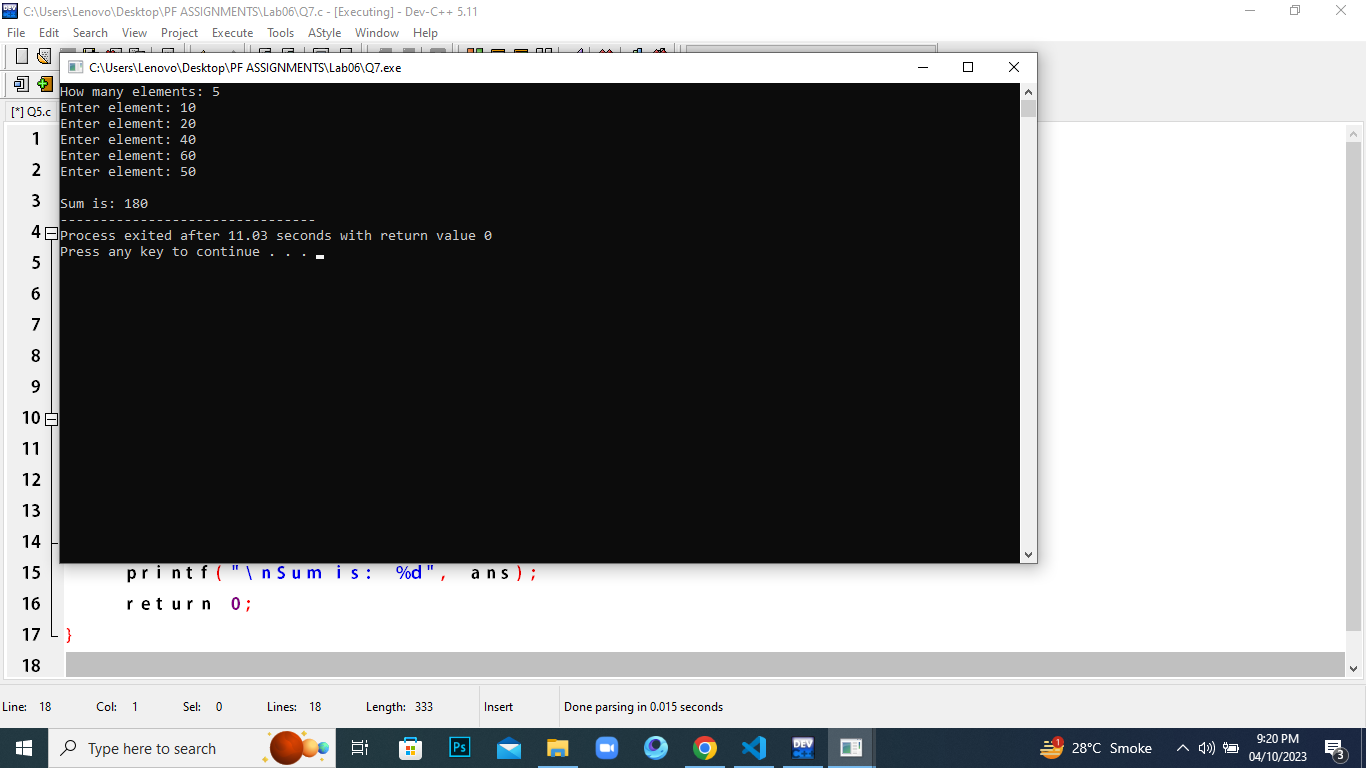 C:\Users\Lenovo\Desktop\PF ASSIGNMENTS\Lab06\Q7.c - [Executing] - Dev-C++ 5.11
File Edit Search View Project Execute Tools AStyle Window Help
C:\Users\Lenovo\Desktop\PF ASSIGNMENTS\Lab06\Q7.exe
[*] Q5.c
How many elements: 5
Enter element: 10
Enter element: 20
Enter element: 40
Enter element: 60
Enter element: 50
Sum is: 180
--------------------------------
Process exited after 11.03 seconds with return value 0
Press any key to continue . . .
1
2
3
4
5
6
7
8
9
10
11
12
13
14
15 printf("\nSum is: %d", ans);
16 return 0;
17 }
18
Line: 18 Col: 1 Sel: 0 Lines: 18 Length: 333 Insert Done parsing in 0.015 seconds
Type here to search
Ps
DEV
1
28°C Smoke
9:20 PM
04/10/2023
3